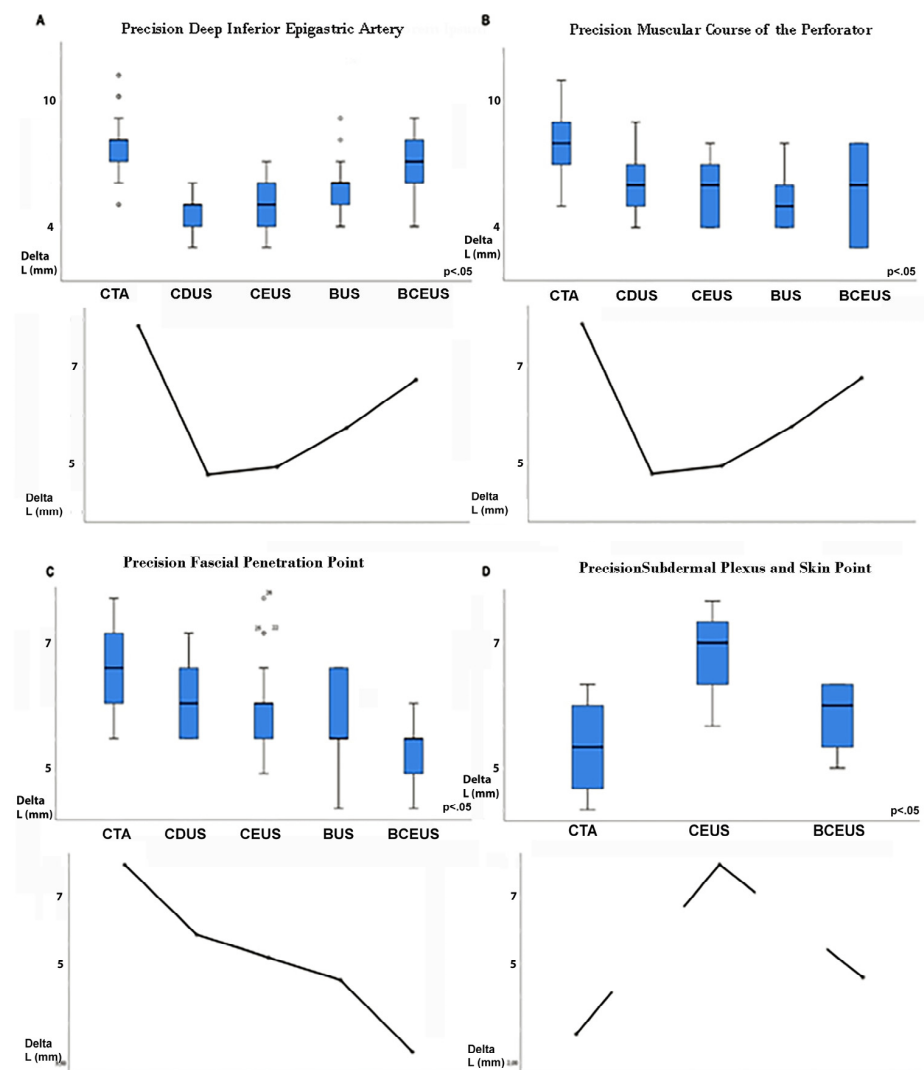 A
Precision Deep Inferior Epigastric Artery
10
4
Delta
L (mm)
p<.05
CTA CDUS CEUS BUS BCEUS
7
5
Delta
L (mm)
B
Precision Muscular Course of the Perforator
10
4
Delta
L (mm)
p<.05
CTA CDUS CEUS BUS BCEUS
7
5
Delta
L (mm)
C
Precision Fascial Penetration Point
7
5
Delta
L (mm)
p<.05
CTA CDUS CEUS BUS BCEUS
7
5
Delta
L (mm)
D
PrecisionSubdermal Plexus and Skin Point
7
5
Delta
L (mm)
p<.05
CTA CEUS BCEUS
7
5
Delta
L (mm)